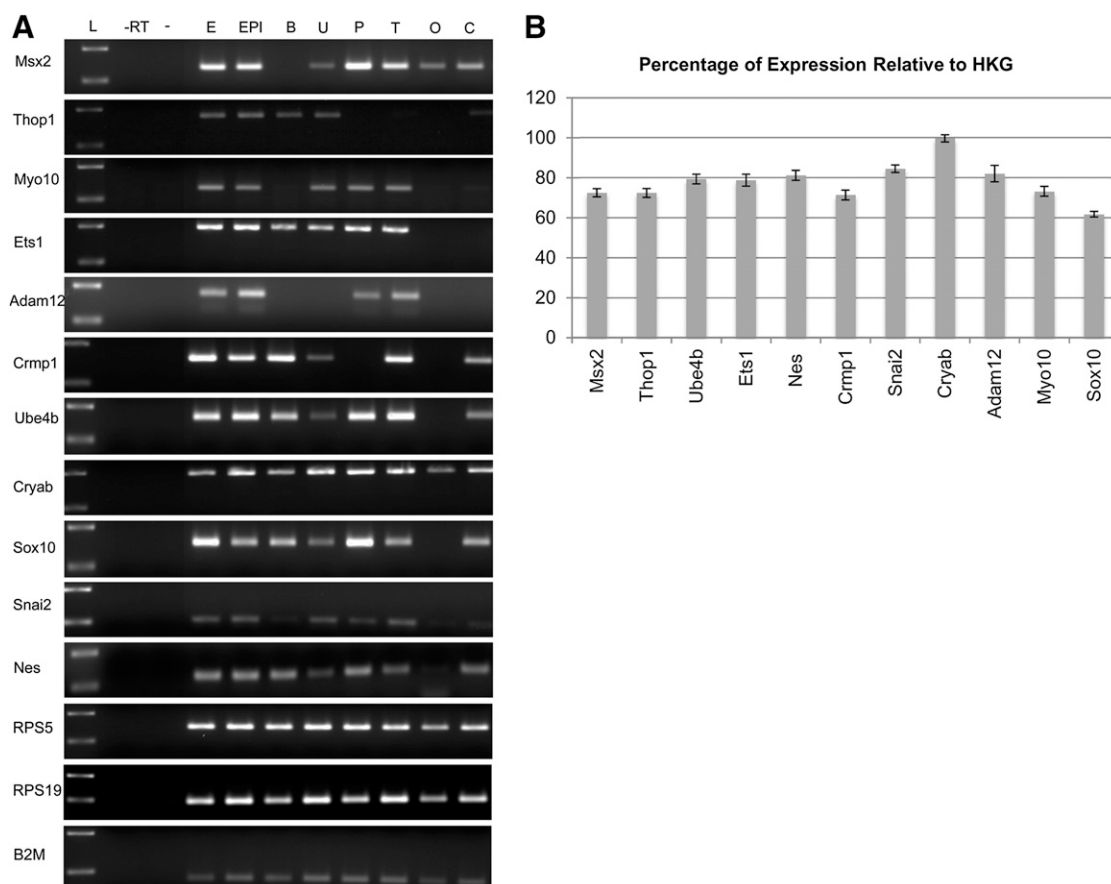 A
L -RT - E EPI B U P T O C
Msx2
Thop1
Myo10
Ets1
Adam12
Crmp1
Ube4b
Cryab
Sox10
Snai2
Nes
RPS5
RPS19
B2M
B
Percentage of Expression Relative to HKG
120
100
80
60
40
20
0
Msx2 Thop1 Ube4b Ets1 Nes Crmp1 Snai2 Cryab Adam12 Myo10 Sox10